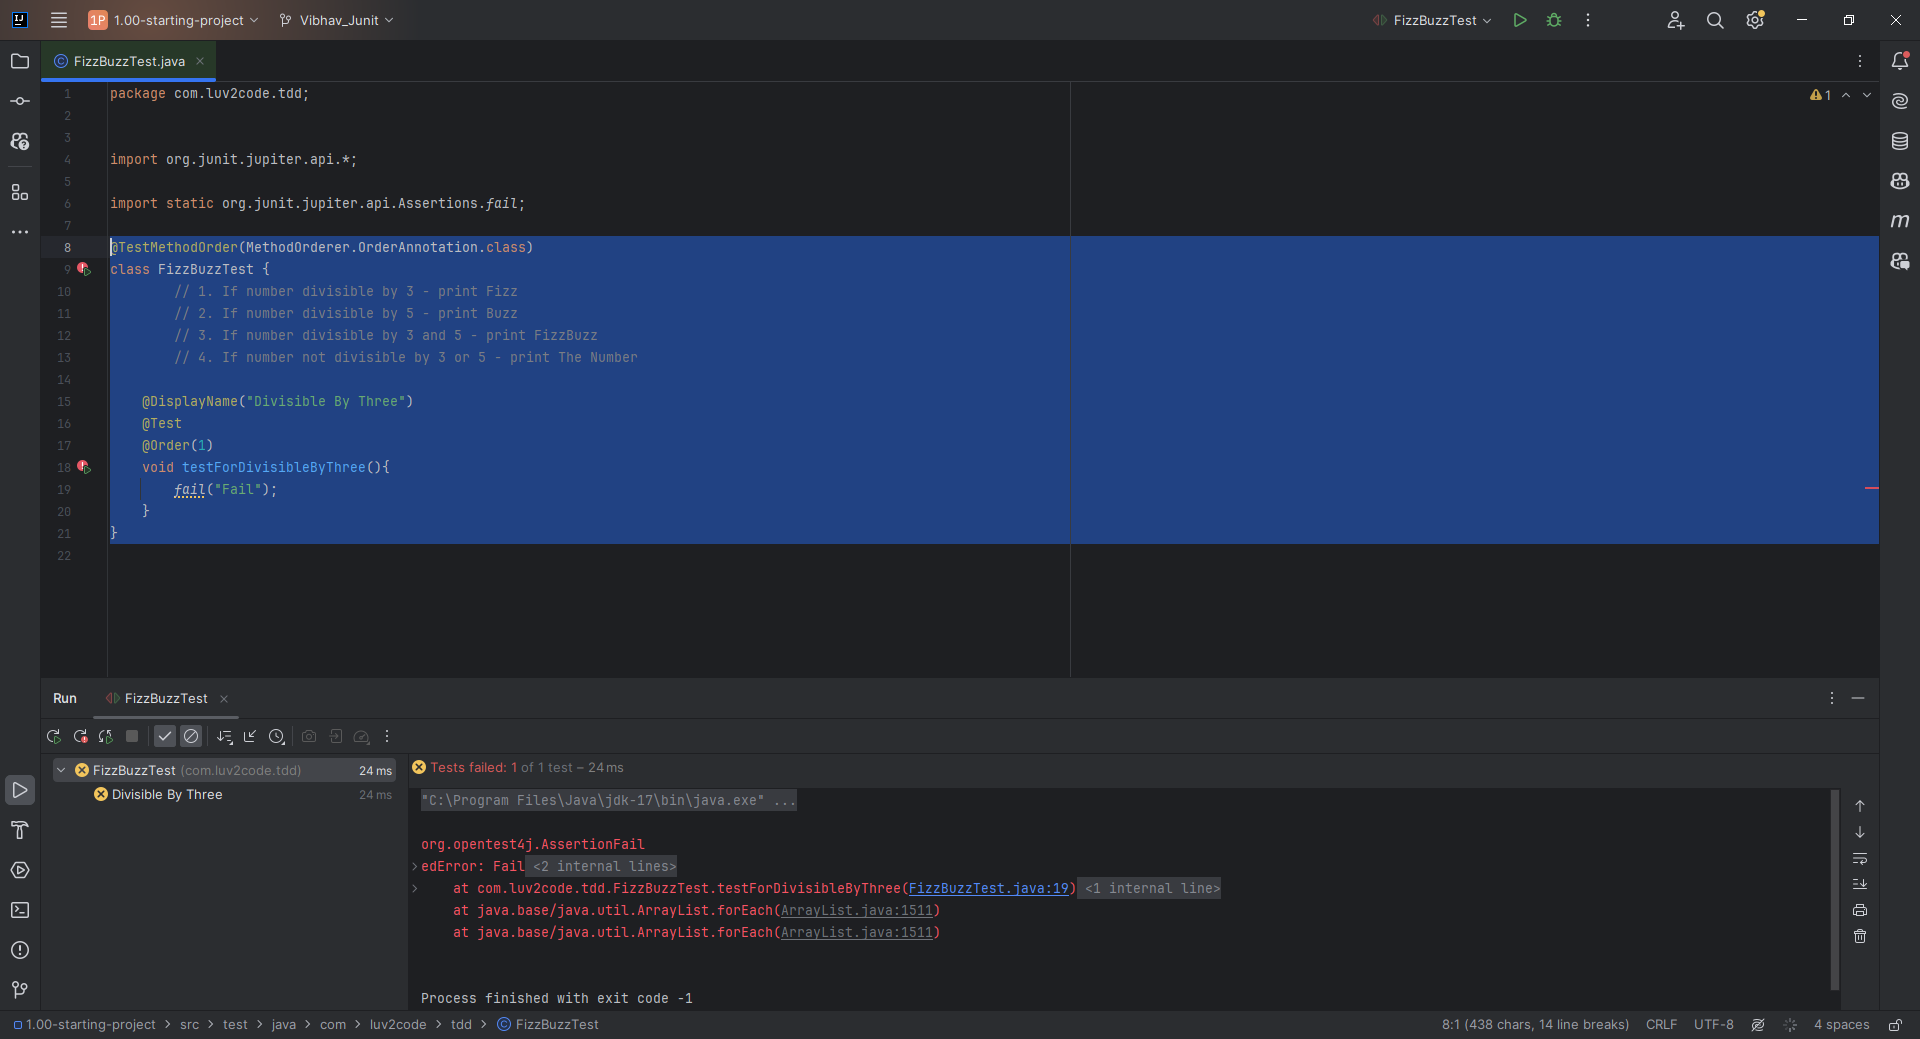 1P 1.00-starting-project Vibhav_Junit FizzBuzzTest
FizzBuzzTest.java
1 package com.luv2code.tdd;
2
3
4 import org.junit.jupiter.api.*;
5
6 import static org.junit.jupiter.api.Assertions.fail;
7
8 @TestMethodOrder(MethodOrderer.OrderAnnotation.class)
9 class FizzBuzzTest {
10 // 1. If number divisible by 3 - print Fizz
11 // 2. If number divisible by 5 - print Buzz
12 // 3. If number divisible by 3 and 5 - print FizzBuzz
13 // 4. If number not divisible by 3 or 5 - print The Number
14
15 @DisplayName("Divisible By Three")
16 @Test
17 @Order(1)
18 void testForDivisibleByThree(){
19 fail("Fail");
20 }
21 }
22
1
Run FizzBuzzTest
FizzBuzzTest (com.luv2code.tdd) 24 ms
Divisible By Three 24 ms
Tests failed: 1 of 1 test – 24 ms
"C:\Program Files\Java\jdk-17\bin\java.exe" ...
org.opentest4j.AssertionFail
edError: Fail <2 internal lines>
at com.luv2code.tdd.FizzBuzzTest.testForDivisibleByThree(FizzBuzzTest.java:19) <1 internal line>
at java.base/java.util.ArrayList.forEach(ArrayList.java:1511)
at java.base/java.util.ArrayList.forEach(ArrayList.java:1511)
Process finished with exit code -1
1.00-starting-project > src > test > java > com > luv2code > tdd > FizzBuzzTest 8:1 (438 chars, 14 line breaks) CRLF UTF-8 4 spaces